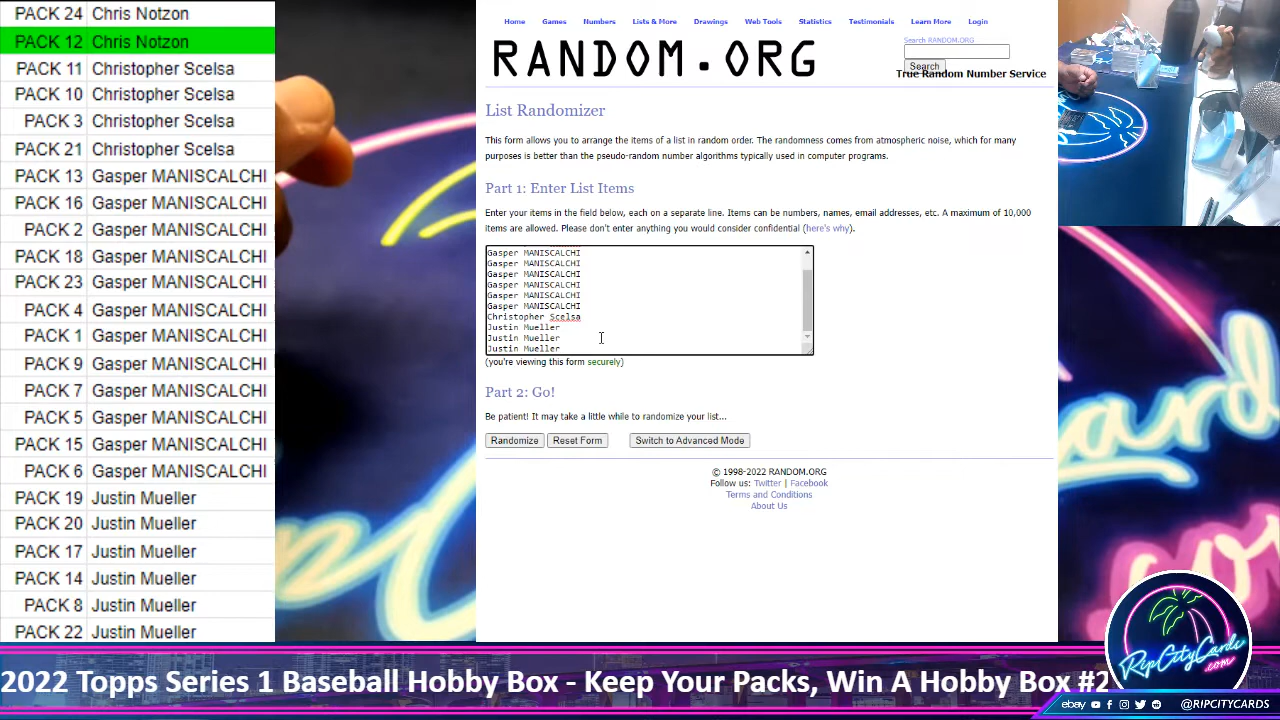 PACK 24 Chris Notzon
PACK 12 Chris Notzon
PACK 11 Christopher Scelsa
PACK 10 Christopher Scelsa
PACK 3 Christopher Scelsa
PACK 21 Christopher Scelsa
PACK 13 Gasper MANISCALCHI
PACK 16 Gasper MANISCALCHI
PACK 2 Gasper MANISCALCHI
PACK 18 Gasper MANISCALCHI
PACK 23 Gasper MANISCALCHI
PACK 4 Gasper MANISCALCHI
PACK 1 Gasper MANISCALCHI
PACK 9 Gasper MANISCALCHI
PACK 7 Gasper MANISCALCHI
PACK 5 Gasper MANISCALCHI
PACK 15 Gasper MANISCALCHI
PACK 6 Gasper MANISCALCHI
PACK 19 Justin Mueller
PACK 20 Justin Mueller
PACK 17 Justin Mueller
PACK 14 Justin Mueller
PACK 8 Justin Mueller
PACK 22 Justin Mueller
Home Games Numbers Lists & More Drawings Web Tools Statistics Testimonials Learn More Login
RANDOM.ORG
Search RANDOM.ORG
Search
True Random Number Service
List Randomizer
This form allows you to arrange the items of a list in random order. The randomness comes from atmospheric noise, which for many
purposes is better than the pseudo-random number algorithms typically used in computer programs.
Part 1: Enter List Items
Enter your items in the field below, each on a separate line. Items can be numbers, names, email addresses, etc. A maximum of 10,000
items are allowed. Please don't enter anything you would consider confidential (here's why).
Gasper MANISCALCHI
Gasper MANISCALCHI
Gasper MANISCALCHI
Gasper MANISCALCHI
Gasper MANISCALCHI
Gasper MANISCALCHI
Christopher Scelsa
Justin Mueller
Justin Mueller
Justin Mueller
(you're viewing this form securely)
Part 2: Go!
Be patient! It may take a little while to randomize your list...
Randomize Reset Form Switch to Advanced Mode
© 1998-2022 RANDOM.ORG
Follow us: Twitter | Facebook
Terms and Conditions
About Us
2022 Topps Series 1 Baseball Hobby Box - Keep Your Packs, Win A Hobby Box #2
RipCityCards
.com
ebay @RIPCITYCARDS